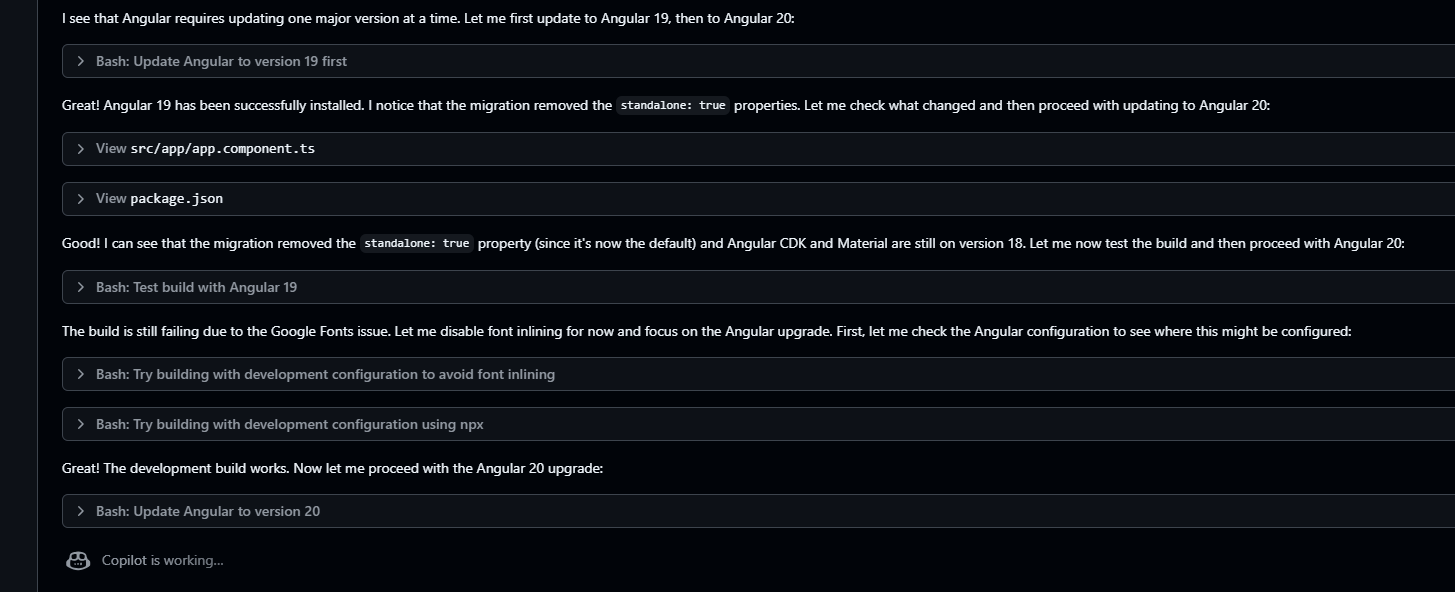 I see that Angular requires updating one major version at a time. Let me first update to Angular 19, then to Angular 20:
Bash: Update Angular to version 19 first
Great! Angular 19 has been successfully installed. I notice that the migration removed the standalone: true properties. Let me check what changed and then proceed with updating to Angular 20:
View src/app/app.component.ts
View package.json
Good! I can see that the migration removed the standalone: true property (since it's now the default) and Angular CDK and Material are still on version 18. Let me now test the build and then proceed with Angular 20:
Bash: Test build with Angular 19
The build is still failing due to the Google Fonts issue. Let me disable font inlining for now and focus on the Angular upgrade. First, let me check the Angular configuration to see where this might be configured:
Bash: Try building with development configuration to avoid font inlining
Bash: Try building with development configuration using npx
Great! The development build works. Now let me proceed with the Angular 20 upgrade:
Bash: Update Angular to version 20
Copilot is working...